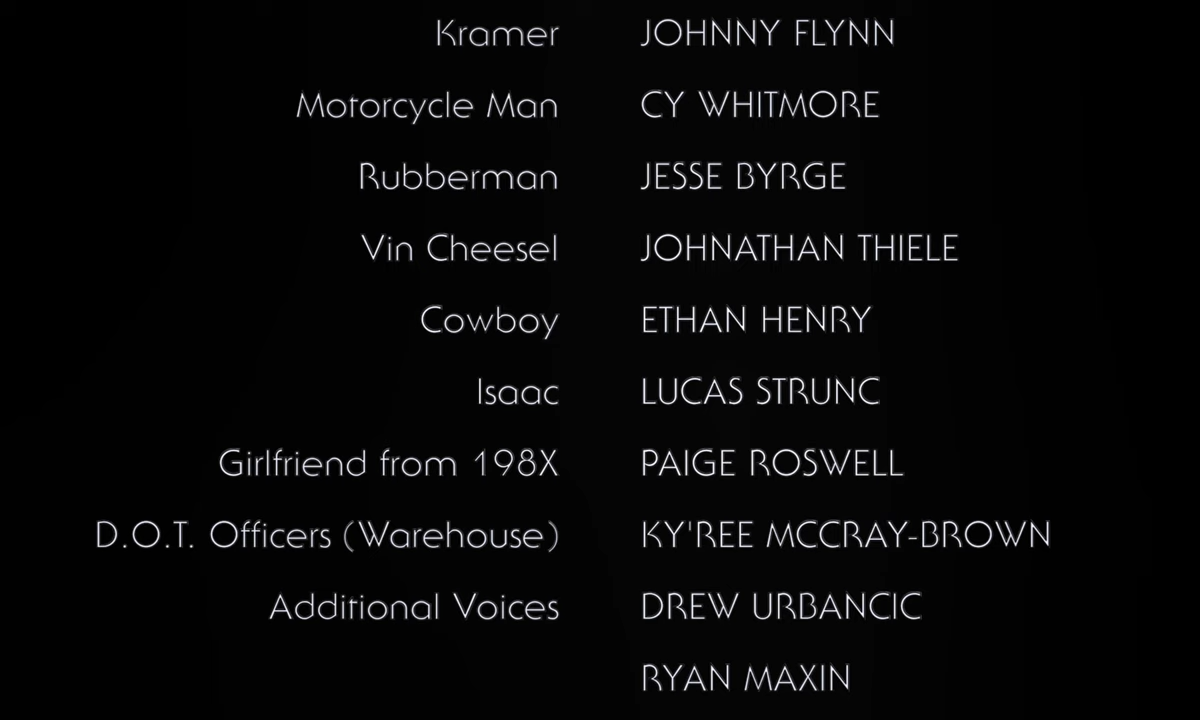 Kramer JOHNNY FLYNN
Motorcycle Man CY WHITMORE
Rubberman JESSE BYRGE
Vin Cheesel JOHNATHAN THIELE
Cowboy ETHAN HENRY
Isaac LUCAS STRUNC
Girlfriend from 198X PAIGE ROSWELL
D.O.T. Officers (Warehouse) KY'REE MCCRAY-BROWN
Additional Voices DREW URBANCIC
RYAN MAXIN